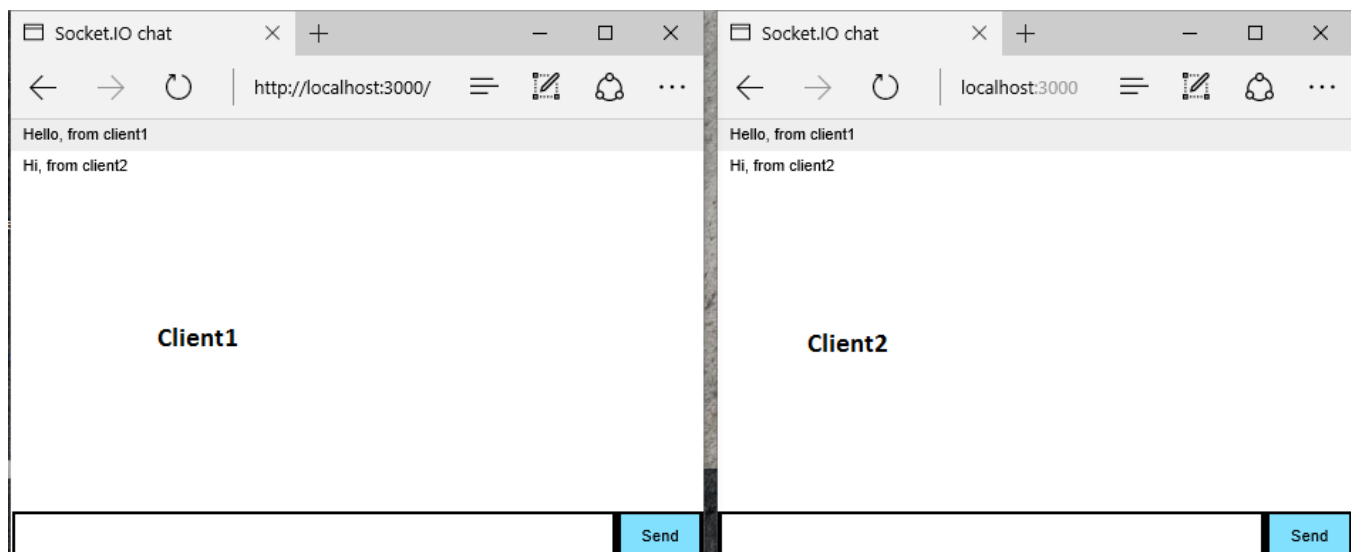 Socket.IO chat
http://localhost:3000/
Hello, from client1
Hi, from client2
Client1
Send
Socket.IO chat
localhost:3000
Hello, from client1
Hi, from client2
Client2
Send